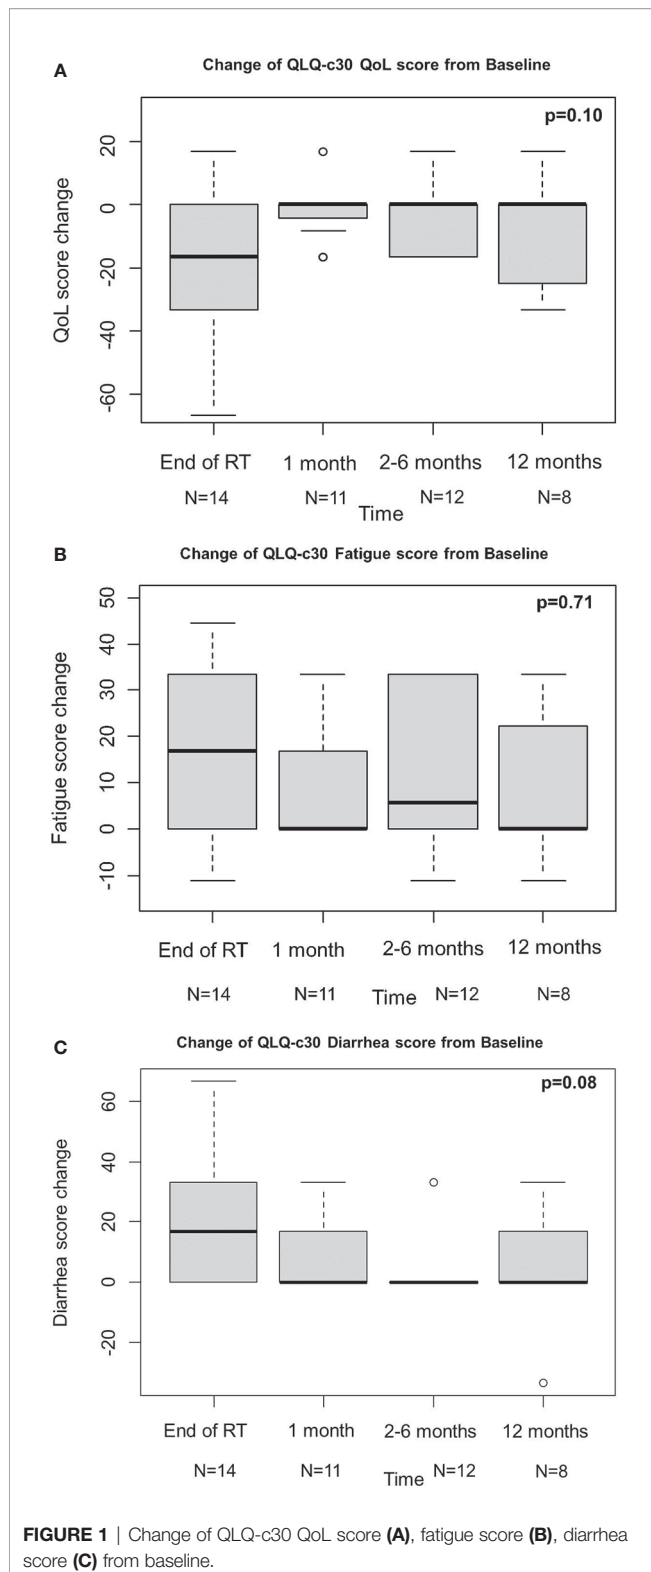 A
Change of QLQ-c30 QoL score from Baseline
p=0.10
QoL score change
20
0
-20
-40
-60
End of RT 1 month 2-6 months 12 months
N=14 N=11 N=12 N=8
Time
B
Change of QLQ-c30 Fatigue score from Baseline
p=0.71
Fatigue score change
50
40
30
20
10
0
-10
End of RT 1 month 2-6 months 12 months
N=14 N=11 Time N=12 N=8
C
Change of QLQ-c30 Diarrhea score from Baseline
p=0.08
Diarrhea score change
60
40
20
0
-20
End of RT 1 month 2-6 months 12 months
N=14 N=11 Time N=12 N=8
FIGURE 1 | Change of QLQ-c30 QoL score (A), fatigue score (B), diarrhea
score (C) from baseline.